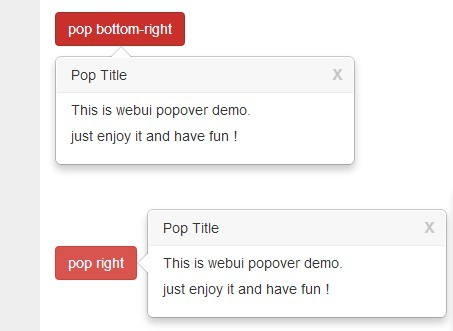 pop bottom-right
Pop Title X
This is webui popover demo.
just enjoy it and have fun !
Pop Title X
pop right
This is webui popover demo.
just enjoy it and have fun !